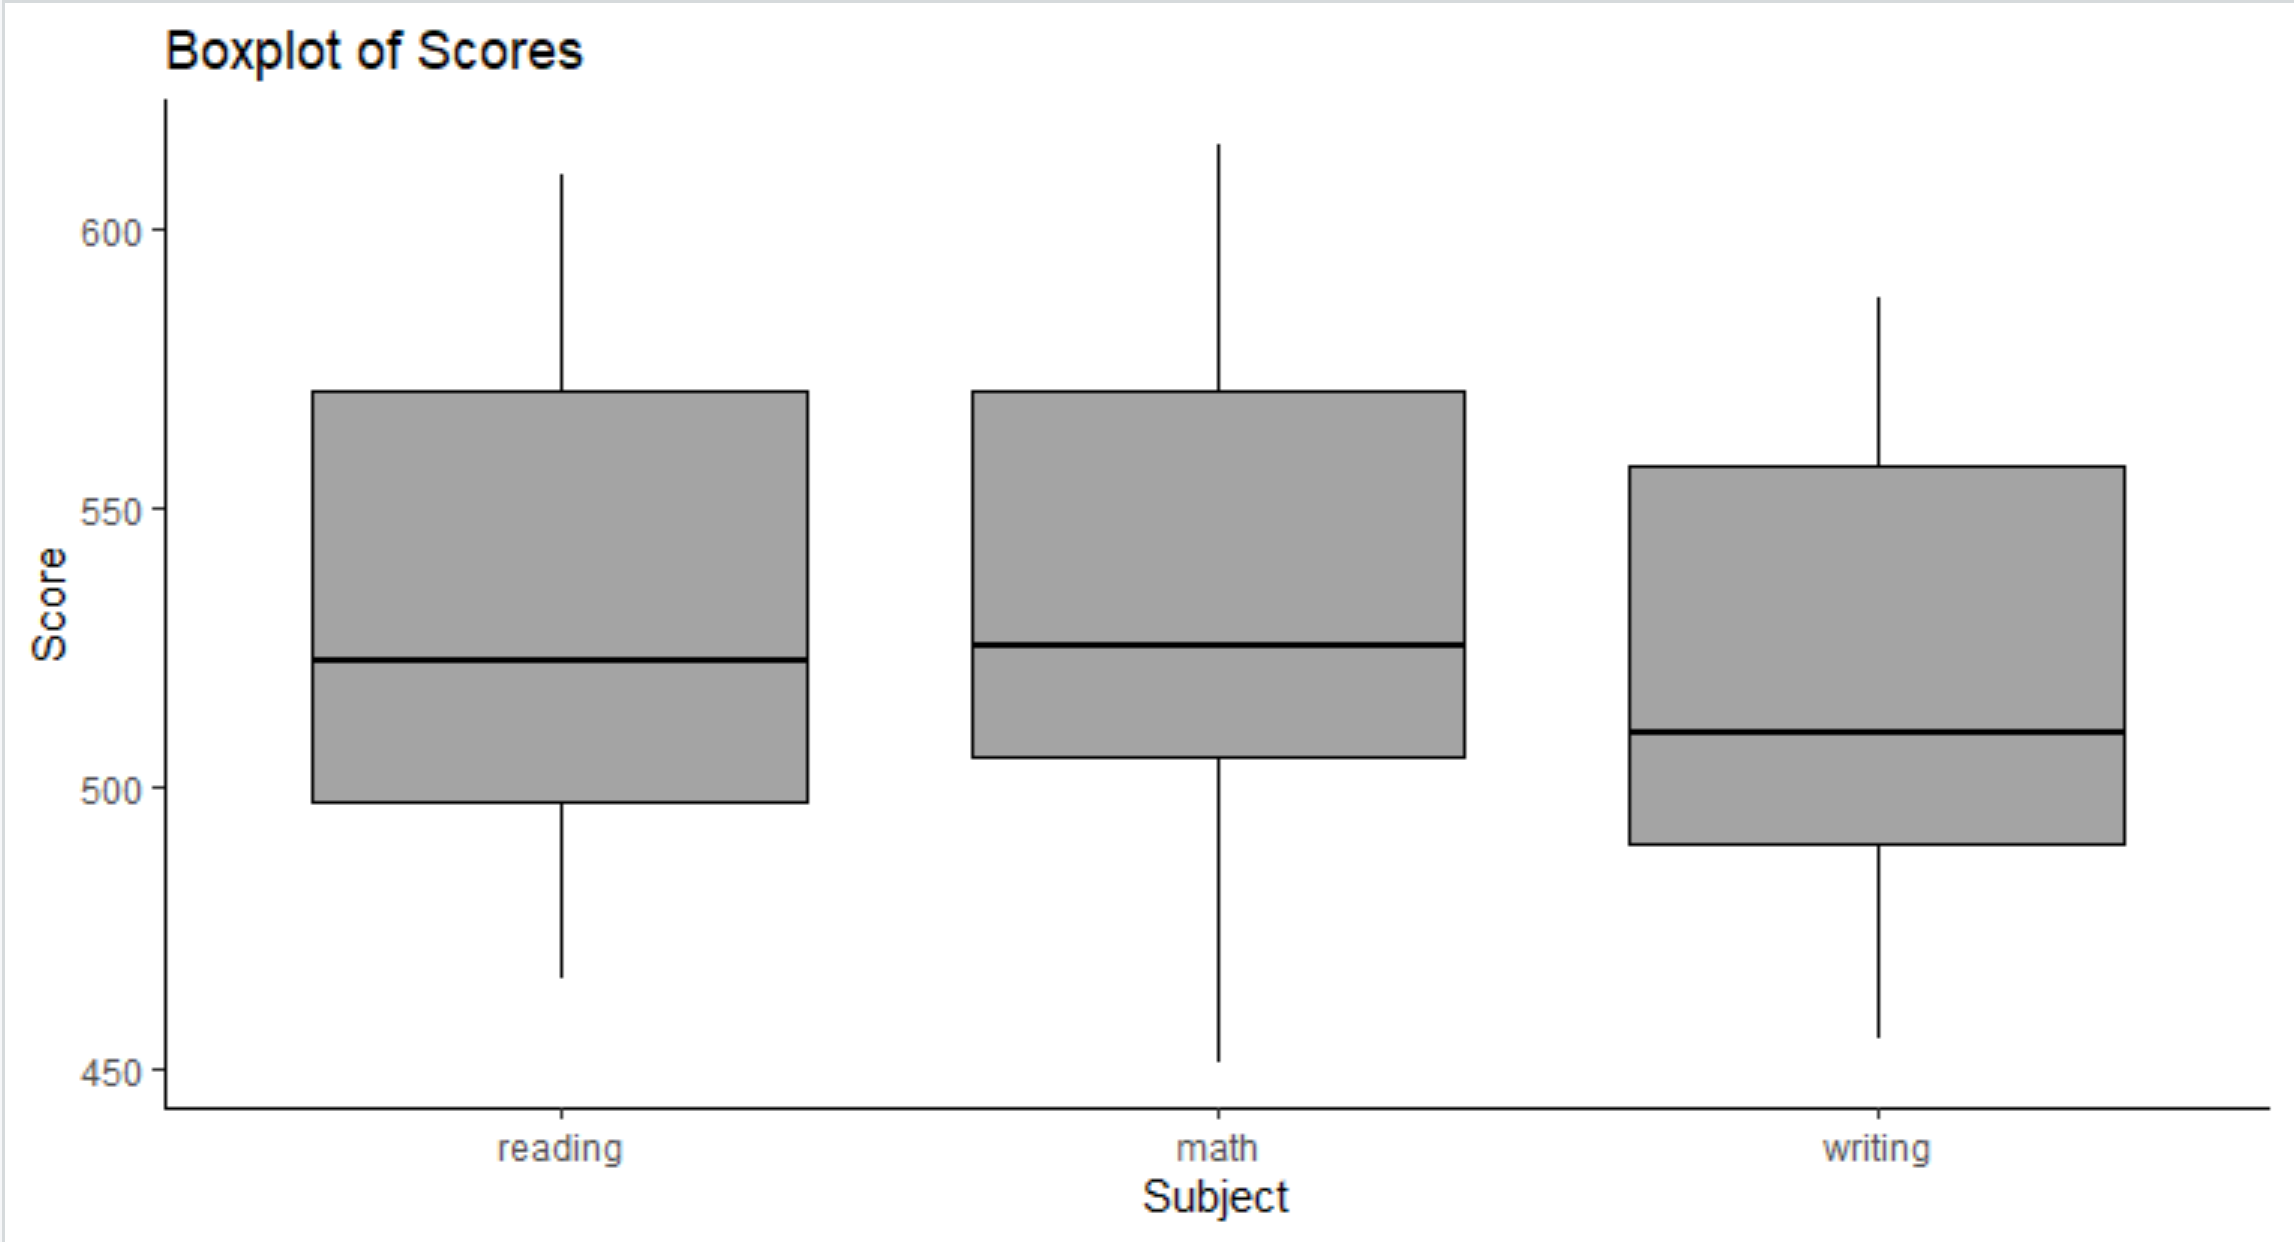 Boxplot of Scores
600
550
500
450
Score
reading math writing
Subject